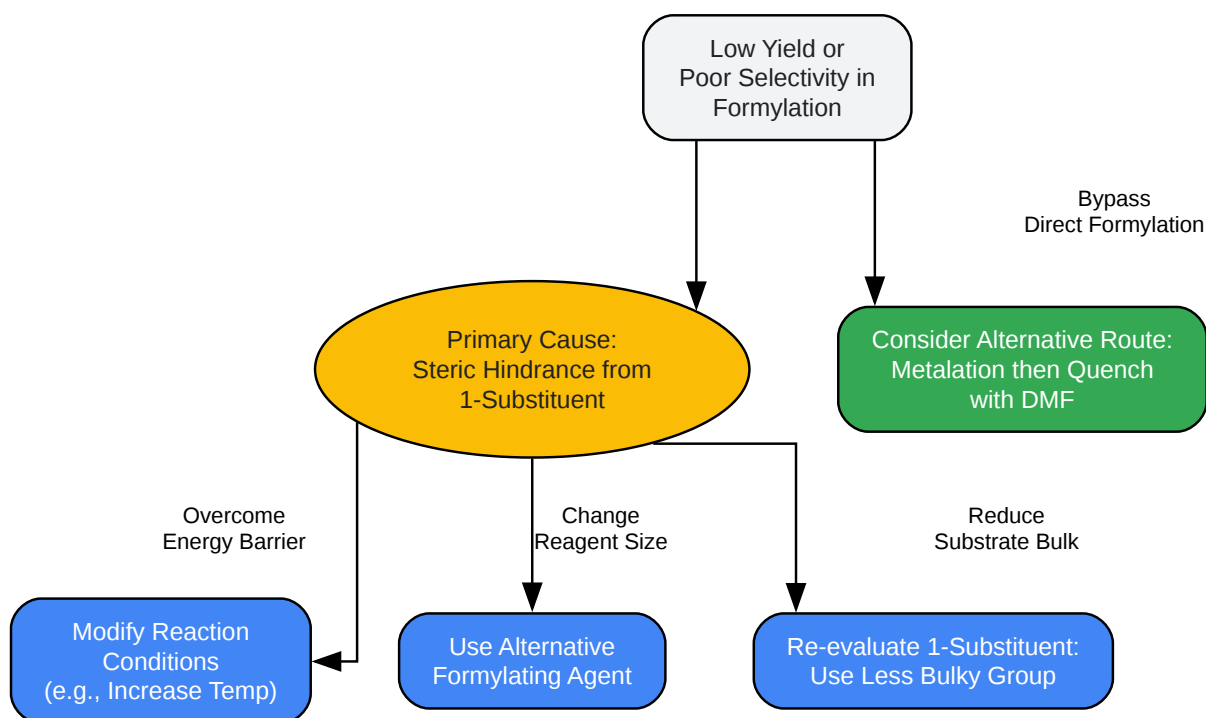 Low Yield or
Poor Selectivity in
Formylation
Bypass
Direct Formylation
Primary Cause:
Steric Hindrance from
1-Substituent
Consider Alternative Route:
Metalation then Quench
with DMF
Overcome
Energy Barrier
Change
Reagent Size
Reduce
Substrate Bulk
Modify Reaction
Conditions
(e.g., Increase Temp)
Use Alternative
Formylating Agent
Re-evaluate 1-Substituent:
Use Less Bulky Group